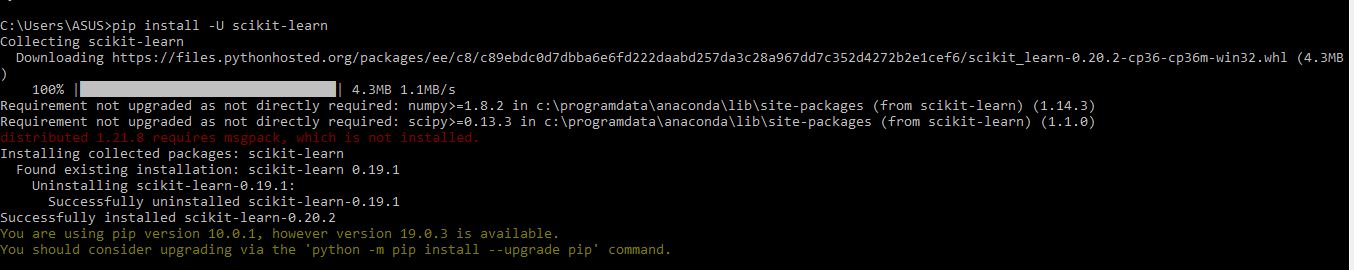 C:\Users\ASUS>pip install -U scikit-learn
Collecting scikit-learn
  Downloading https://files.pythonhosted.org/packages/ee/c8/c89ebdc0d7dbba6e6fd222daabd257da3c28a967dd7c352d4272b2e1cef6/scikit_learn-0.20.2-cp36-cp36m-win32.whl (4.3MB
)
    100% |████████████████████████████████| 4.3MB 1.1MB/s
Requirement not upgraded as not directly required: numpy>=1.8.2 in c:\programdata\anaconda\lib\site-packages (from scikit-learn) (1.14.3)
Requirement not upgraded as not directly required: scipy>=0.13.3 in c:\programdata\anaconda\lib\site-packages (from scikit-learn) (1.1.0)
distributed 1.21.8 requires msgpack, which is not installed.
Installing collected packages: scikit-learn
  Found existing installation: scikit-learn 0.19.1
    Uninstalling scikit-learn-0.19.1:
      Successfully uninstalled scikit-learn-0.19.1
Successfully installed scikit-learn-0.20.2
You are using pip version 10.0.1, however version 19.0.3 is available.
You should consider upgrading via the 'python -m pip install --upgrade pip' command.